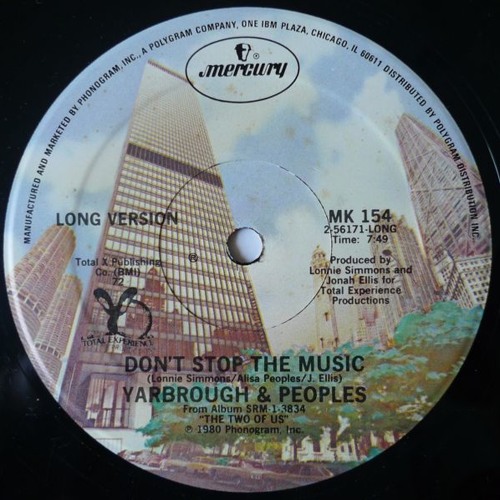 MANUFACTURED AND MARKETED BY PHONOGRAM, INC., A POLYGRAM COMPANY, ONE IBM PLAZA, CHICAGO, IL 60611 DISTRIBUTED BY POLYGRAM DISTRIBUTION, INC.
mercury
LONG VERSION
MK 154
2-56171-LONG
Time: 7:49
Total X Publishing
Co. (BMI)
72
®
Produced by
Lonnie Simmons and
Jonah Ellis for
Total Experience
Productions
TOTAL EXPERIENCE
DON'T STOP THE MUSIC
(Lonnie Simmons/Alisa Peoples/J. Ellis)
YARBROUGH & PEOPLES
From Album SRM-1-3834
"THE TWO OF US"
℗ 1980 Phonogram, Inc.